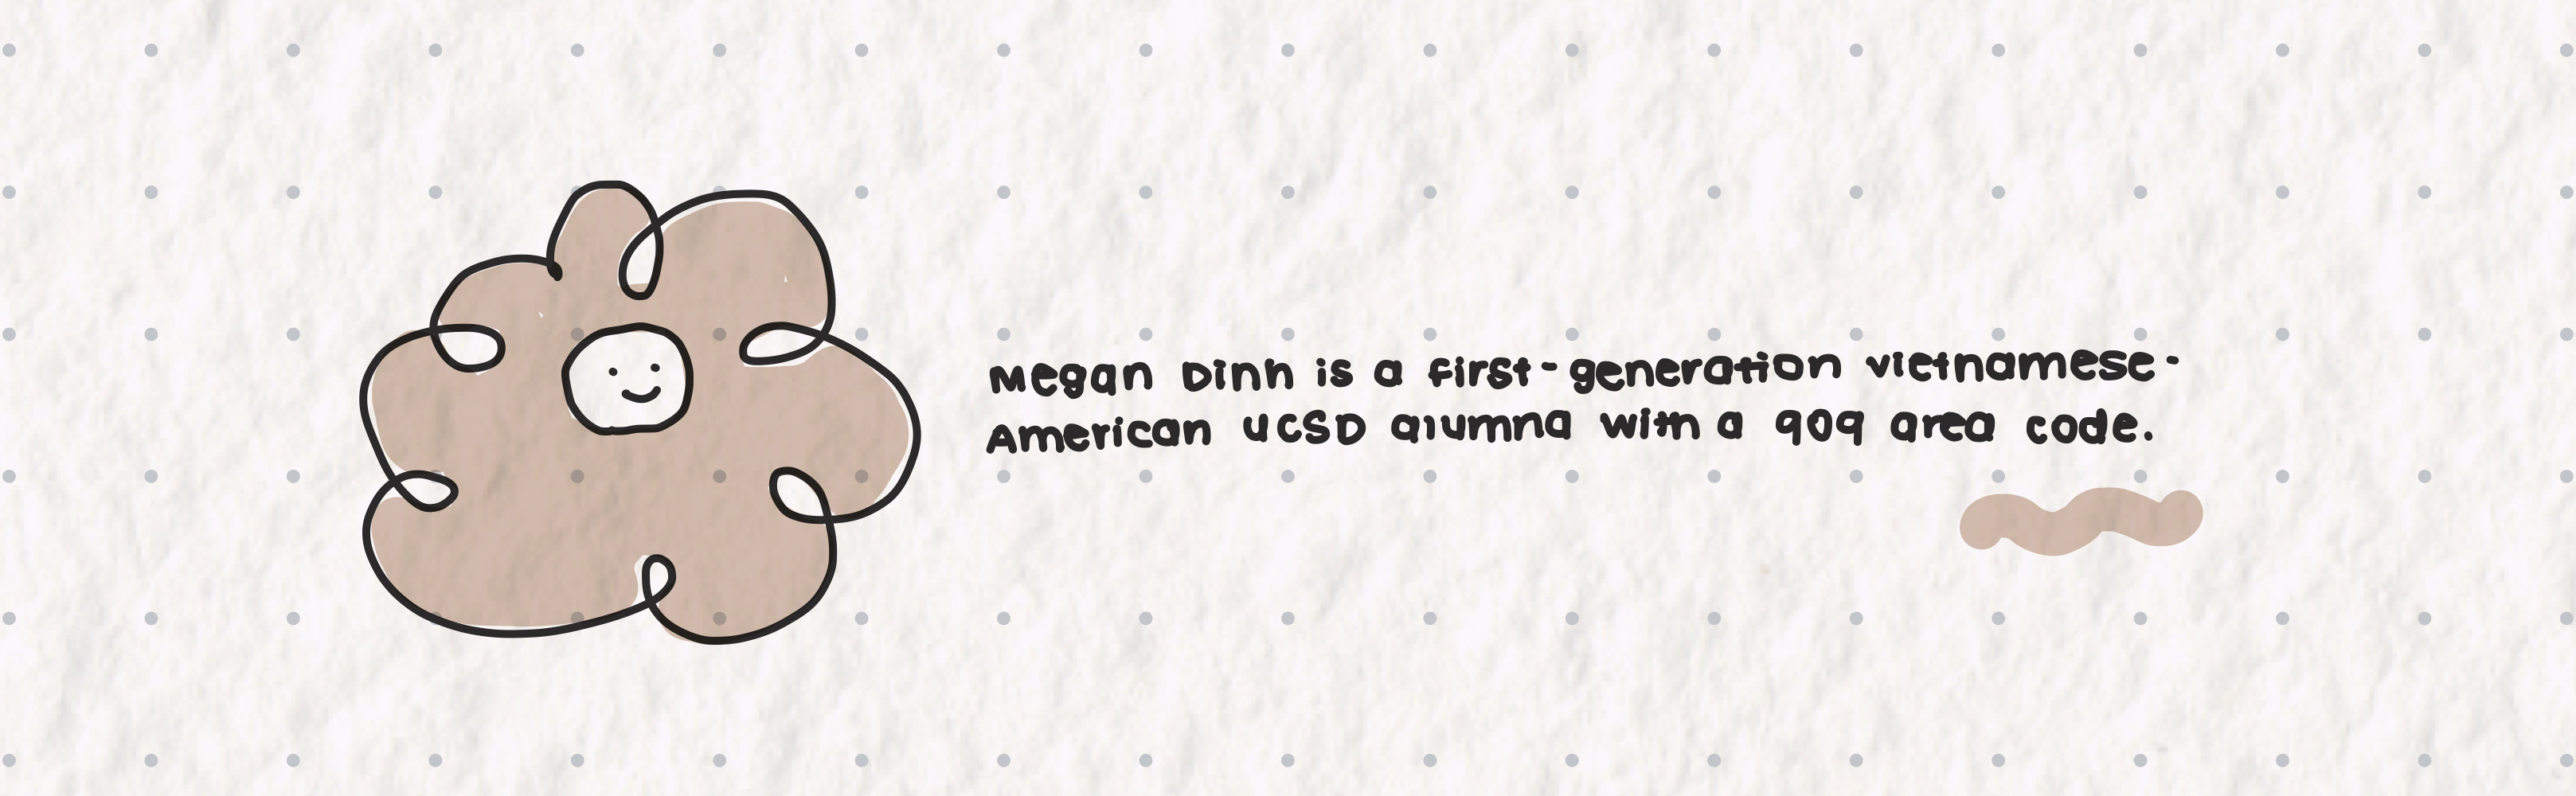 Megan Dinh is a first-generation vietnamese-
American UCSD alumna with a 909 area code.